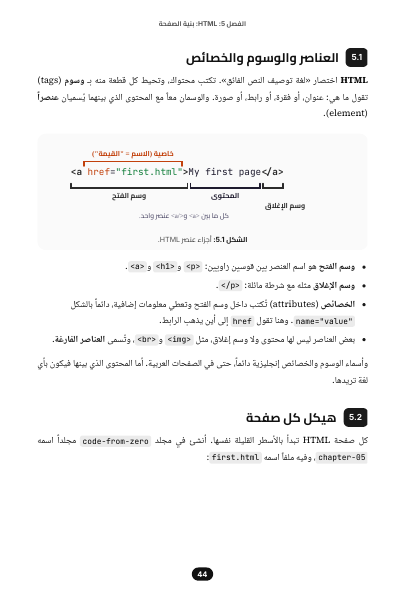 الفصل 5: HTML: بنية الصفحة
5.1 العناصر والوسوم والخصائص
HTML اختصار «لغة توصيف النص الفائق». تكتب محتواك، وتحيط كل قطعة منه بـ وسوم (tags)
تقول ما هي: عنوان، أو فقرة، أو رابط، أو صورة. والوسمان معاً مع المحتوى الذي بينهما يُسميان عنصراً
(element).
خاصية (الاسم = "القيمة")
<a href="first.html">My first page</a>
وسم الفتح
المحتوى
وسم الإغلاق
كل ما بين <a> و</a> عنصر واحد.
الشكل 5.1: أجزاء عنصر HTML.
• وسم الفتح هو اسم العنصر بين قوسين زاويين: <p> و <h1> و <a> .
• وسم الإغلاق مثله مع شرطة مائلة: </p> .
• الخصائص (attributes) تُكتب داخل وسم الفتح وتعطي معلومات إضافية، دائماً بالشكل
name="value" . وهنا تقول href إلى أين يذهب الرابط.
• بعض العناصر ليس لها محتوى ولا وسم إغلاق، مثل <img> و <br> ، وتُسمى العناصر الفارغة.
وأسماء الوسوم والخصائص إنجليزية دائماً، حتى في الصفحات العربية. أما المحتوى الذي بينها فيكون بأي
لغة تريدها.
5.2 هيكل كل صفحة
كل صفحة HTML تبدأ بالأسطر القليلة نفسها. أنشئ في مجلد code-from-zero مجلداً اسمه
chapter-05 ، وفيه ملفاً اسمه first.html :
44